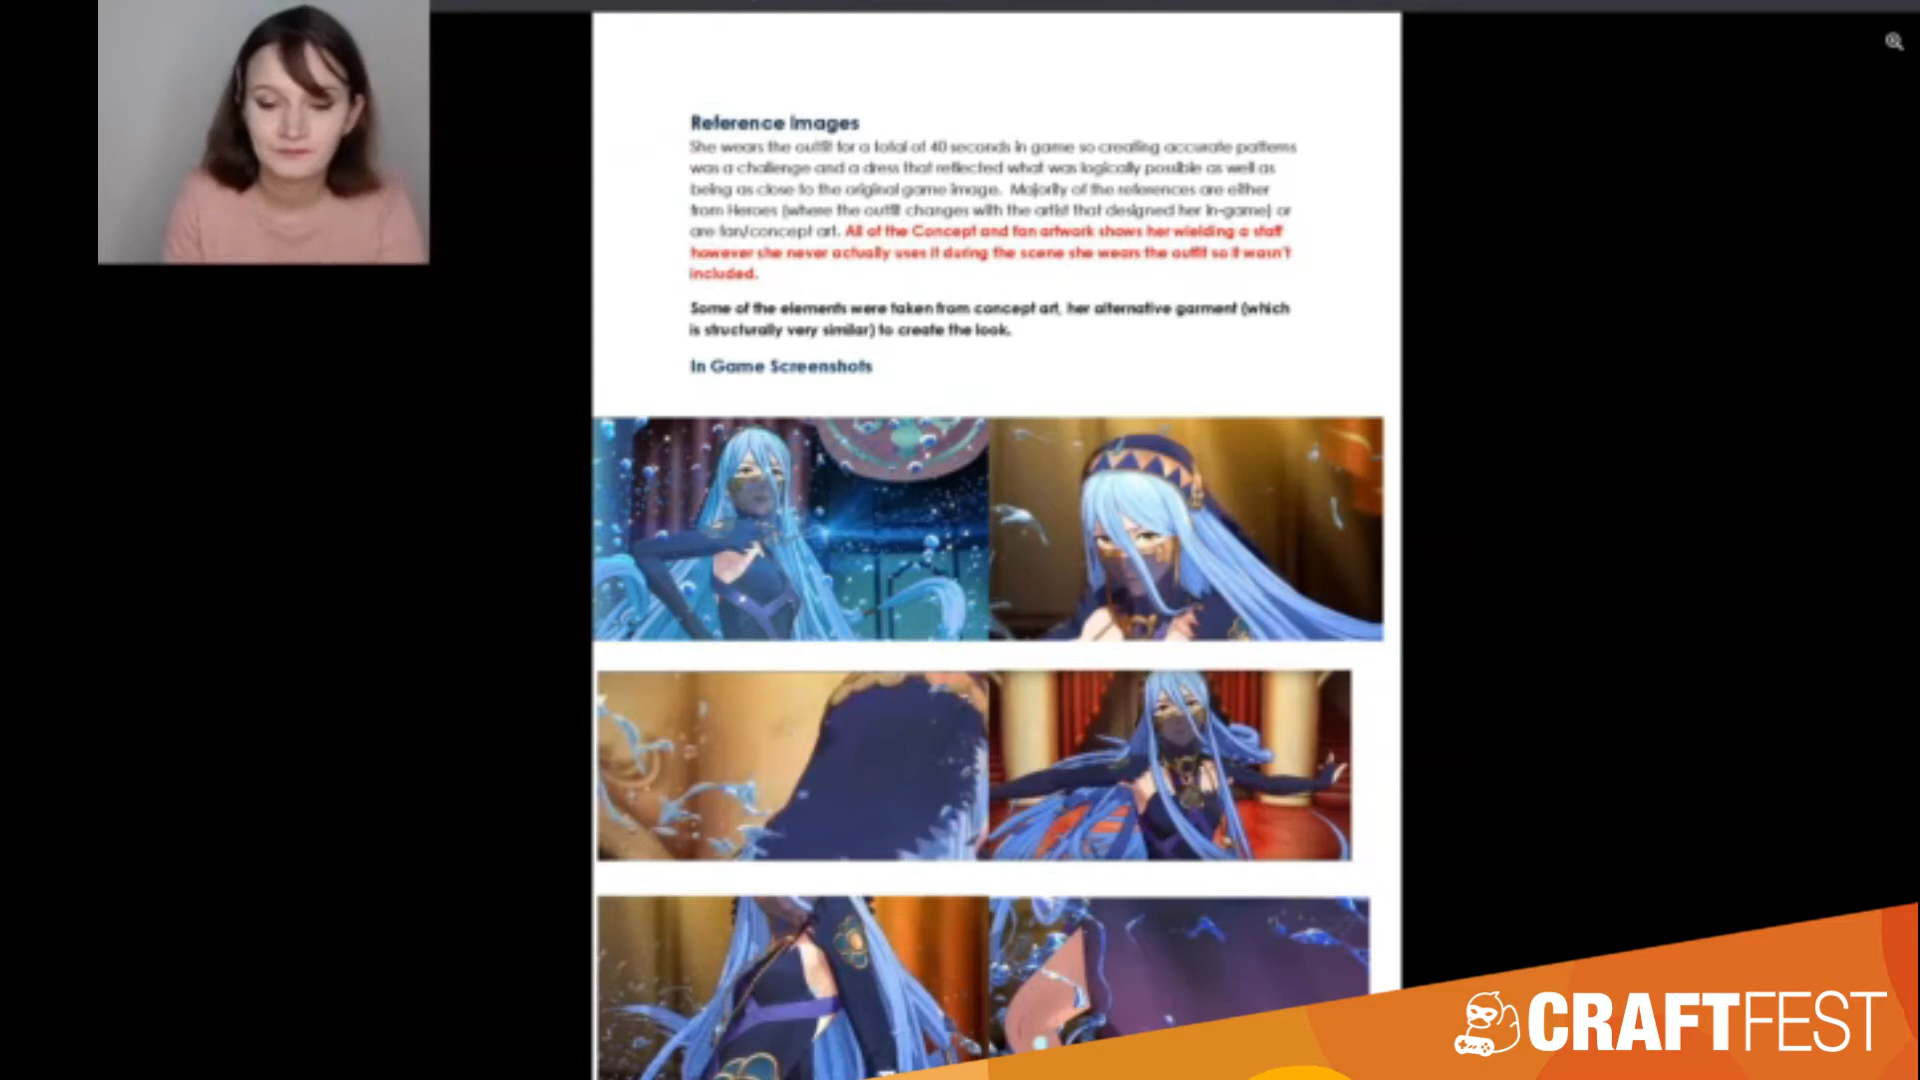 Reference Images
She wears the outfit for a total of 40 seconds in game so creating accurate patterns
was a challenge and a dress that reflected what was logically possible as well as
being as close to the original game image. Majority of the references are either
from Heroes (where the outfit changes with the artist that designed her in-game) or
are fan/concept art. All of the Concept and fan artwork shows her wielding a staff
however she never actually uses it during the scene she wears the outfit so it wasn't
included.
Some of the elements were taken from concept art, her alternative garment (which
is structurally very similar) to create the look.
In Game Screenshots
CRAFTFEST